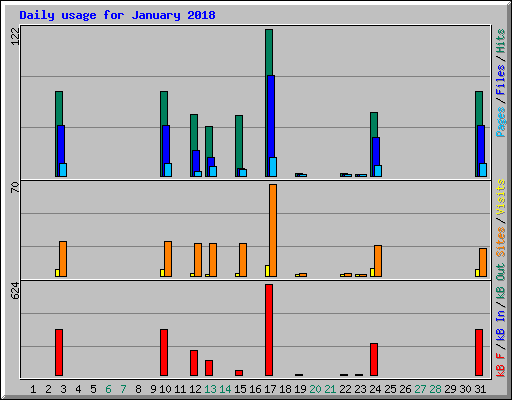 Daily usage for January 2018
122
Pages / Files / Hits
70
Sites / Visits
624
kB F / kB In / kB Out
1 2 3 4 5 6 7 8 9 10 11 12 13 14 15 16 17 18 19 20 21 22 23 24 25 26 27 28 29 30 31